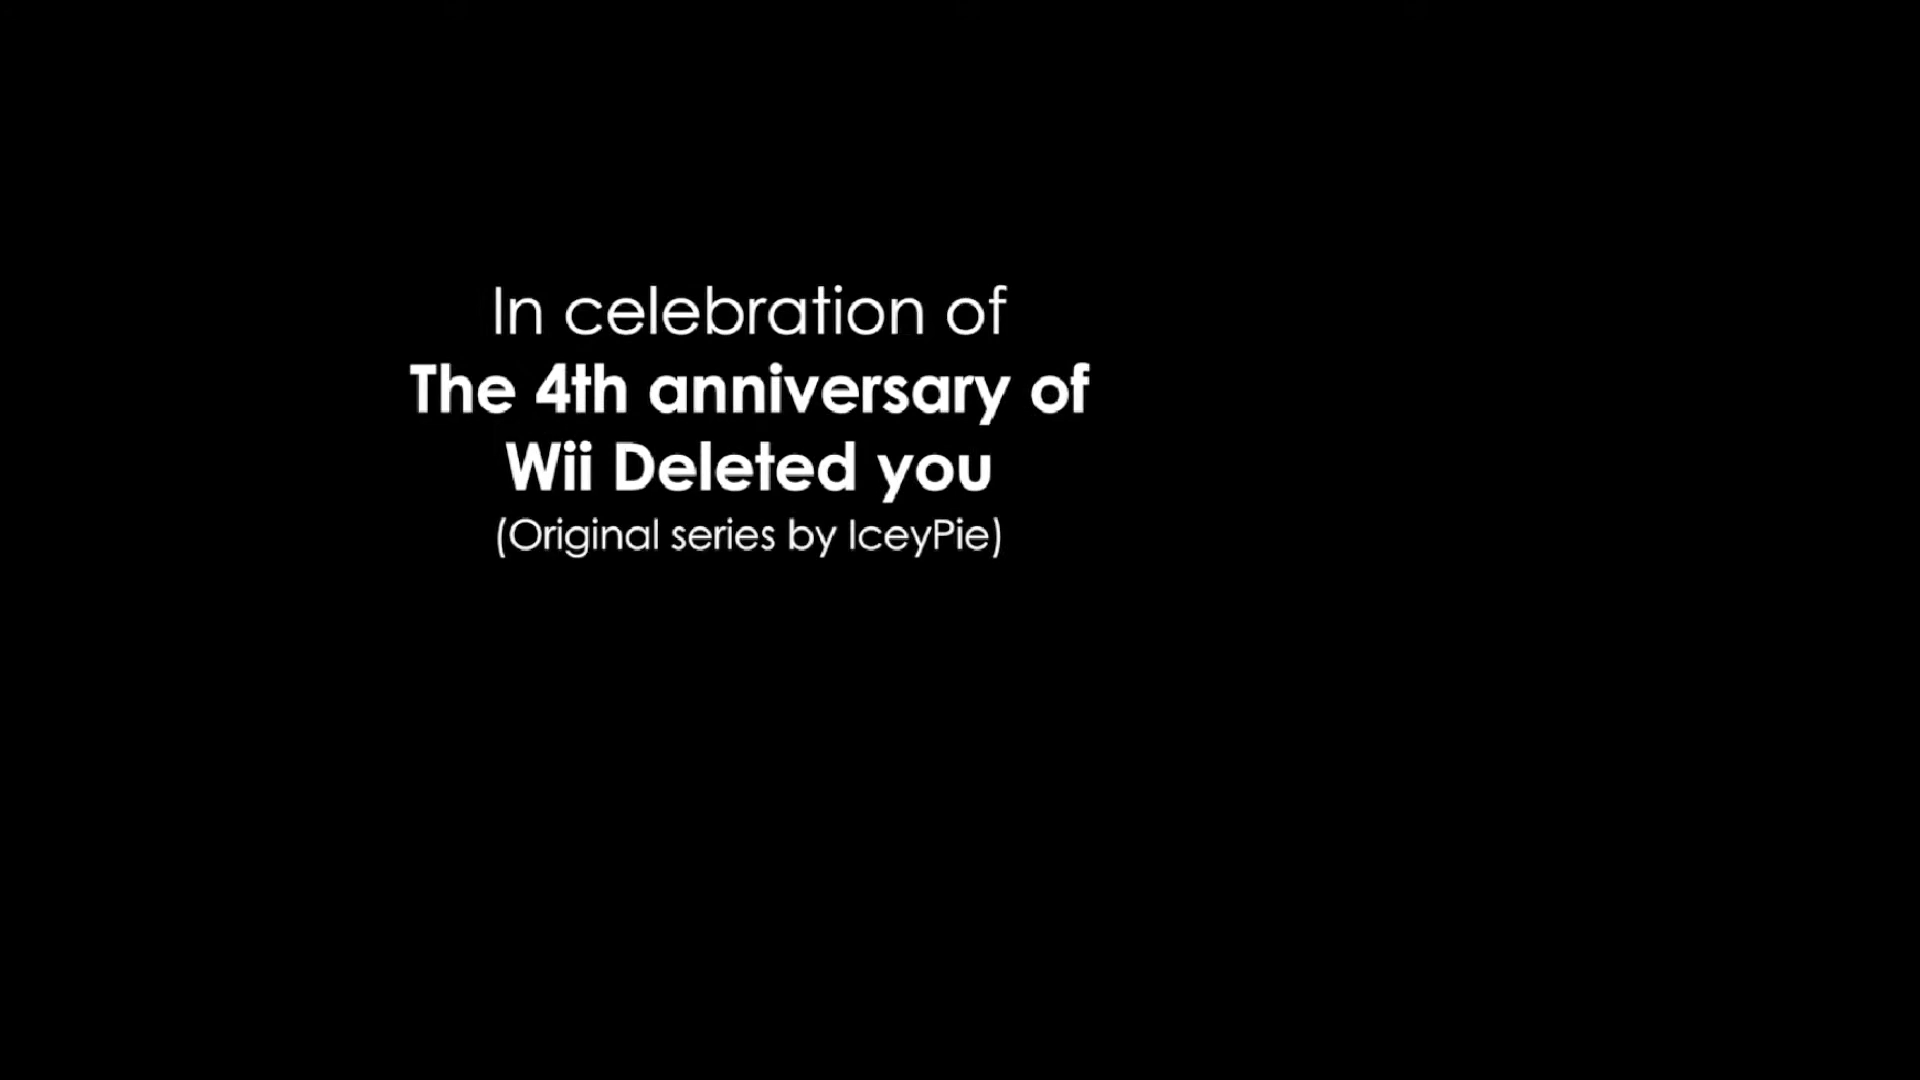 In celebration of
The 4th anniversary of
Wii Deleted you
(Original series by IceyPie)